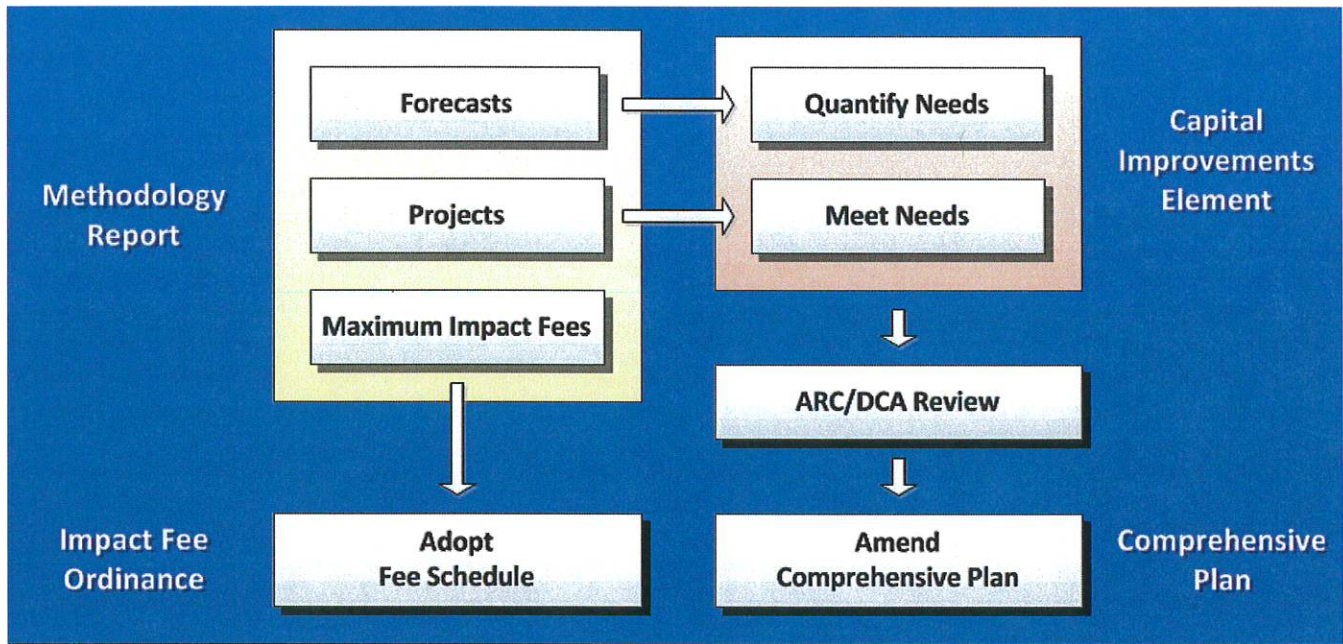 Methodology
Report
Forecasts
Projects
Maximum Impact Fees
Quantify Needs
Meet Needs
Capital
Improvements
Element
ARC/DCA Review
Impact Fee
Ordinance
Adopt
Fee Schedule
Amend
Comprehensive Plan
Comprehensive
Plan